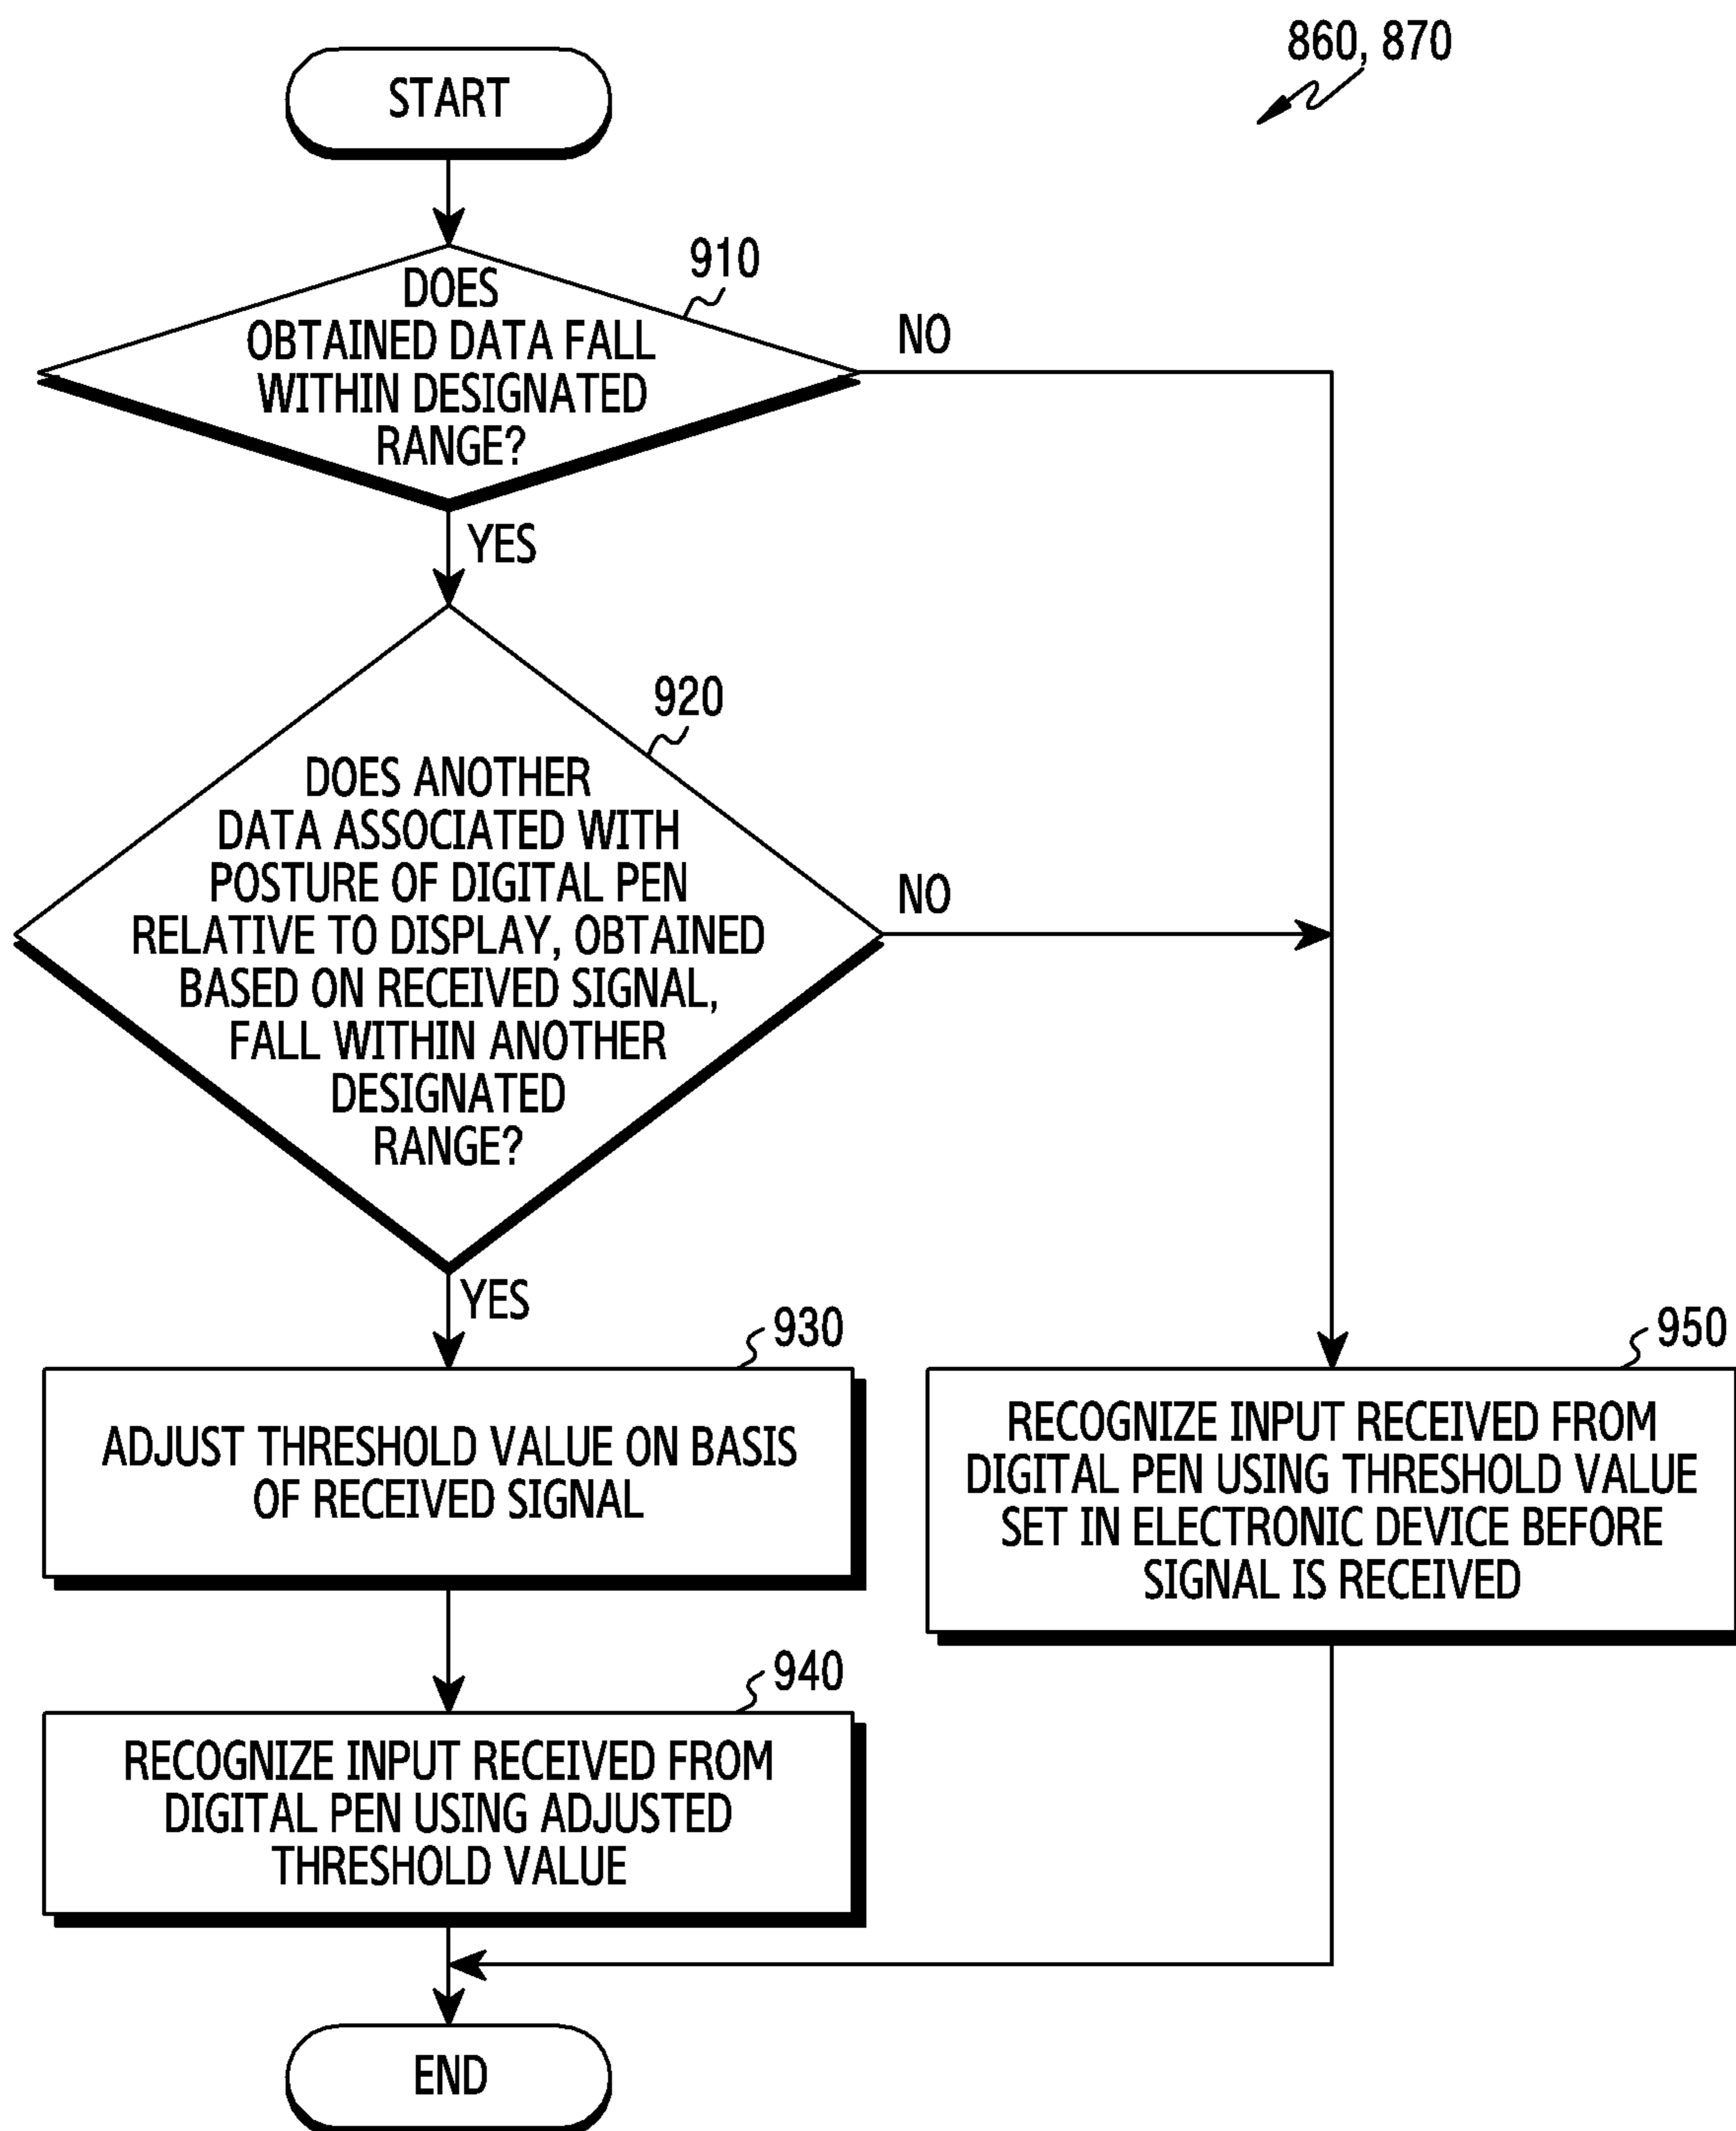 860, 870
START
910
DOES
OBTAINED DATA FALL
WITHIN DESIGNATED
RANGE?
NO
YES
920
DOES ANOTHER
DATA ASSOCIATED WITH
POSTURE OF DIGITAL PEN
RELATIVE TO DISPLAY, OBTAINED
BASED ON RECEIVED SIGNAL,
FALL WITHIN ANOTHER
DESIGNATED
RANGE?
NO
YES
930
ADJUST THRESHOLD VALUE ON BASIS
OF RECEIVED SIGNAL
950
RECOGNIZE INPUT RECEIVED FROM
DIGITAL PEN USING THRESHOLD VALUE
SET IN ELECTRONIC DEVICE BEFORE
SIGNAL IS RECEIVED
940
RECOGNIZE INPUT RECEIVED FROM
DIGITAL PEN USING ADJUSTED
THRESHOLD VALUE
END